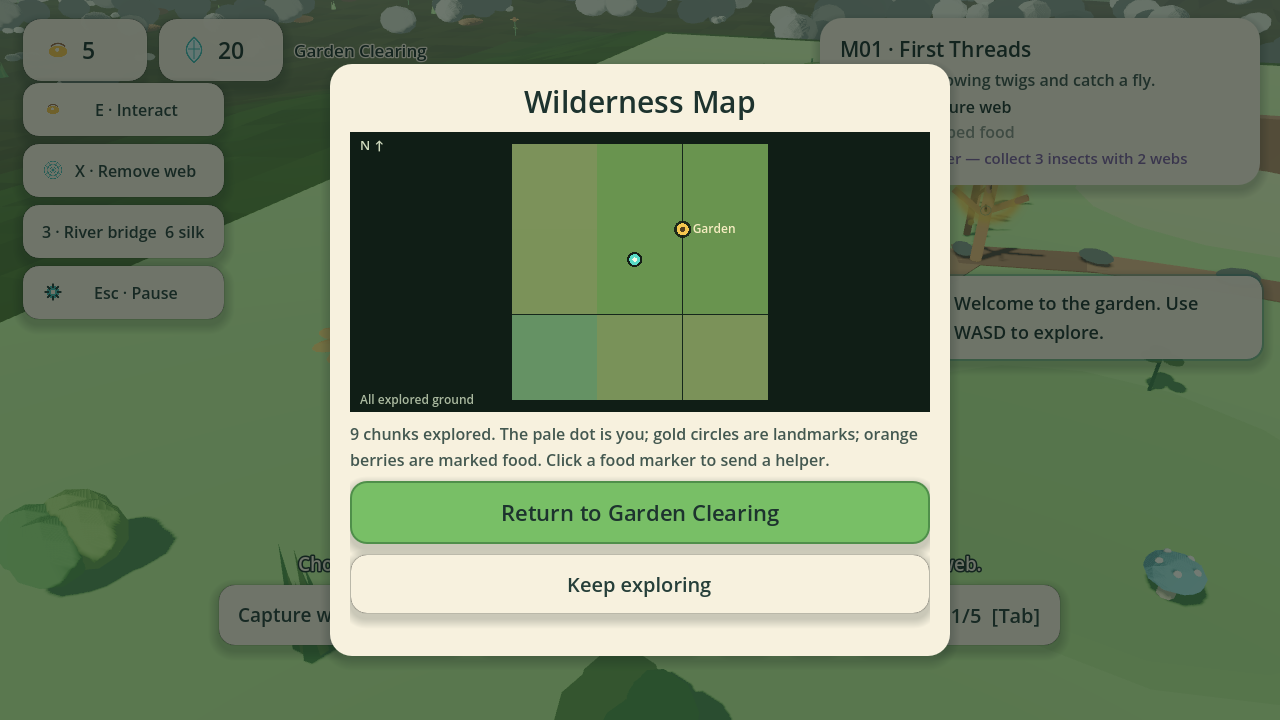 5
20
Garden Clearing
E · Interact
X · Remove web
3 · River bridge 6 silk
Esc · Pause
M01 · First Threads
twigs and catch a fly.
web
food
— collect 3 insects with 2 webs
Welcome to the garden. Use
WASD to explore.
Wilderness Map
N ↑
Garden
All explored ground
9 chunks explored. The pale dot is you; gold circles are landmarks; orange
berries are marked food. Click a food marker to send a helper.
Return to Garden Clearing
Keep exploring
web.
Capture
1/5 [Tab]